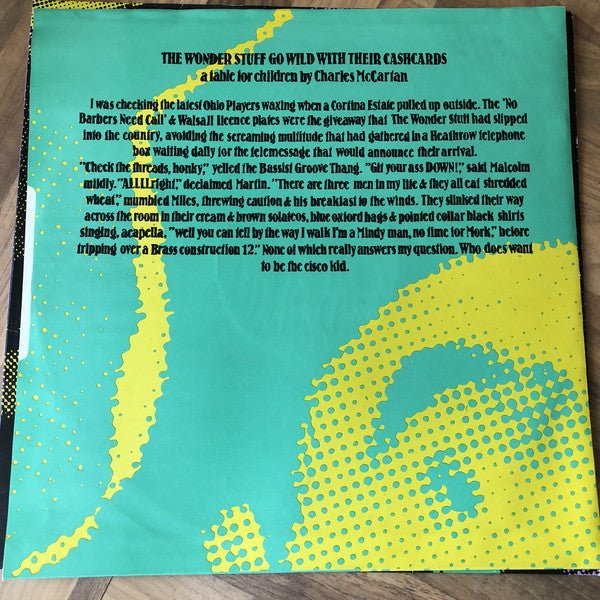 THE WONDER STUFF GO WILD WITH THEIR CASHCARDS
a fable for children by Charles McCartan
I was checking the latest Ohio Players waxing when a Cortina Estate pulled up outside. The 'No
Barbers Need Call' & Walsall licence plates were the giveaway that The Wonder Stuff had slipped
into the country, avoiding the screaming multitude that had gathered in a Heathrow telephone
box waiting daily for the telemessage that would announce their arrival.
"Check the threads, honky," yelled the Bassist Groove Thang. "Git your ass DOWN!," said Malcolm
mildly. "ALLLLright," declaimed Martin. "There are three men in my life & they all eat shredded
wheat," mumbled Miles, throwing caution & his breakfast to the winds. They slinked their way
across the room in their cream & brown solateos, blue oxford bags & pointed collar black shirts
singing, acapella, "well you can tell by the way I walk I'm a Mindy man, no time for Mork," before
tripping over a Brass construction 12." None of which really answers my question. Who does want
to be the cisco kid.